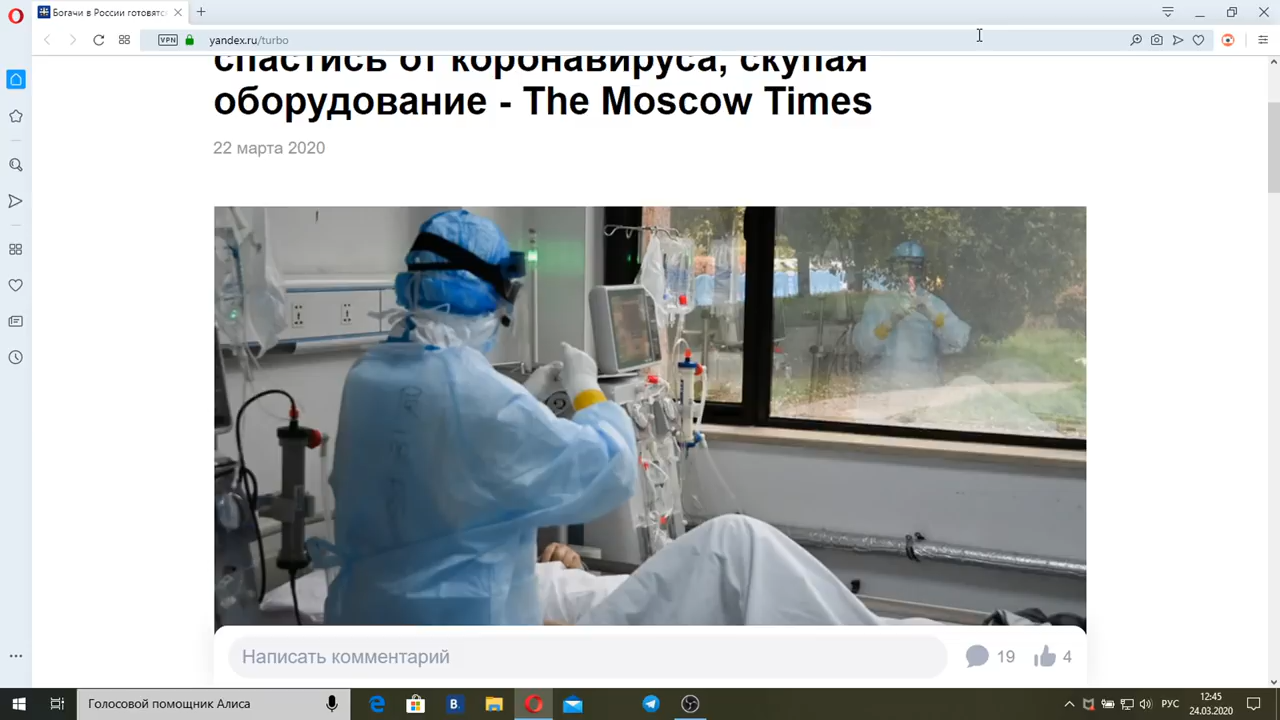 Богачи в России готовятся
VPN
yandex.ru/turbo
спастись от коронавируса, скупая
оборудование - The Moscow Times
22 марта 2020
Написать комментарий
19
4
Голосовой помощник Алиса
B.
РУС
12:45
24.03.2020